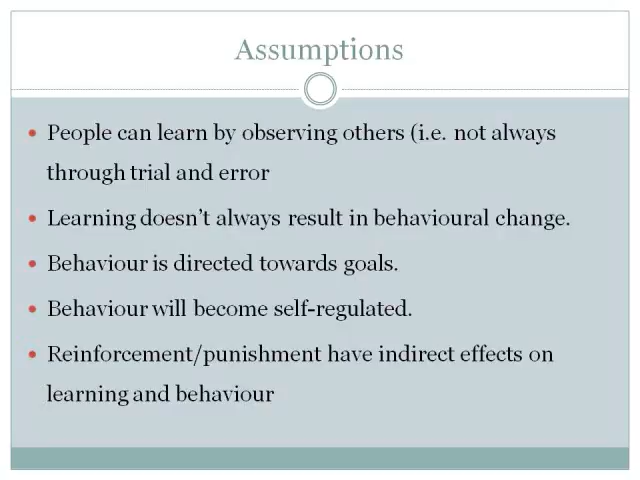 Assumptions
• People can learn by observing others (i.e. not always
through trial and error
• Learning doesn't always result in behavioural change.
• Behaviour is directed towards goals.
• Behaviour will become self-regulated.
• Reinforcement/punishment have indirect effects on
learning and behaviour